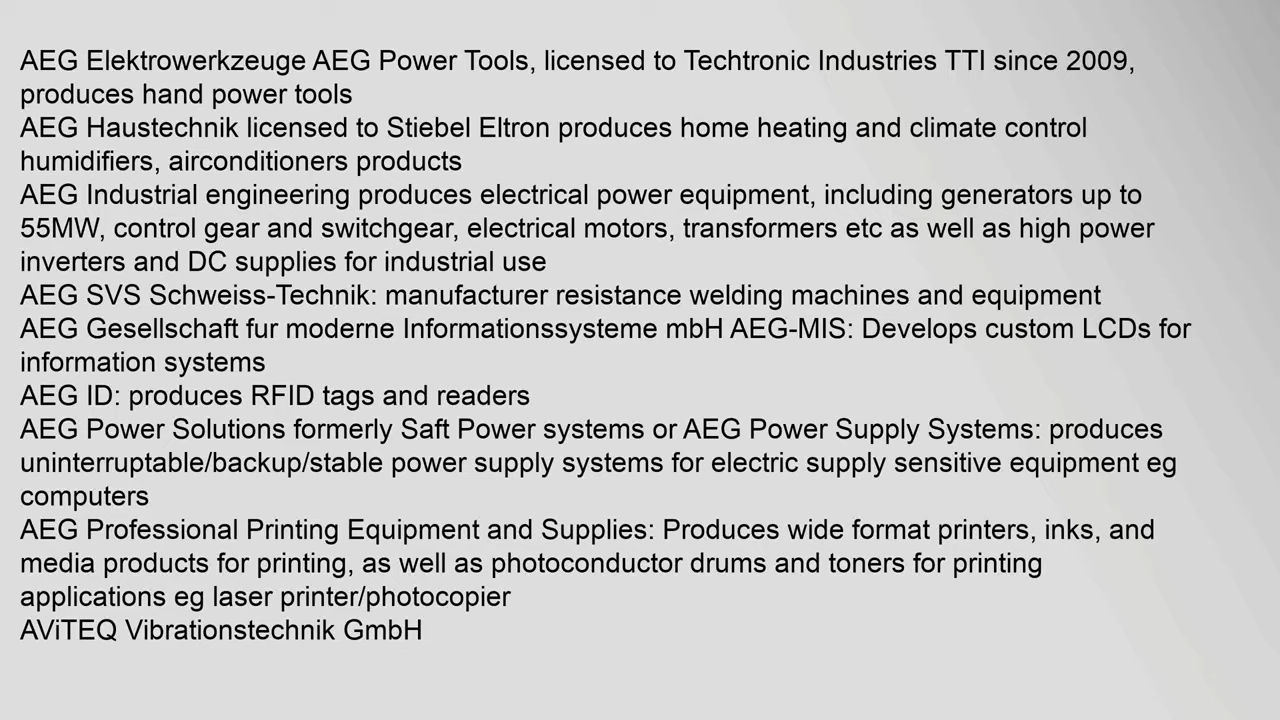 AEG Elektrowerkzeuge AEG Power Tools, licensed to Techtronic Industries TTI since 2009,
produces hand power tools
AEG Haustechnik licensed to Stiebel Eltron produces home heating and climate control
humidifiers, airconditioners products
AEG Industrial engineering produces electrical power equipment, including generators up to
55MW, control gear and switchgear, electrical motors, transformers etc as well as high power
inverters and DC supplies for industrial use
AEG SVS Schweiss-Technik: manufacturer resistance welding machines and equipment
AEG Gesellschaft fur moderne Informationssysteme mbH AEG-MIS: Develops custom LCDs for
information systems
AEG ID: produces RFID tags and readers
AEG Power Solutions formerly Saft Power systems or AEG Power Supply Systems: produces
uninterruptable/backup/stable power supply systems for electric supply sensitive equipment eg
computers
AEG Professional Printing Equipment and Supplies: Produces wide format printers, inks, and
media products for printing, as well as photoconductor drums and toners for printing
applications eg laser printer/photocopier
AViTEQ Vibrationstechnik GmbH